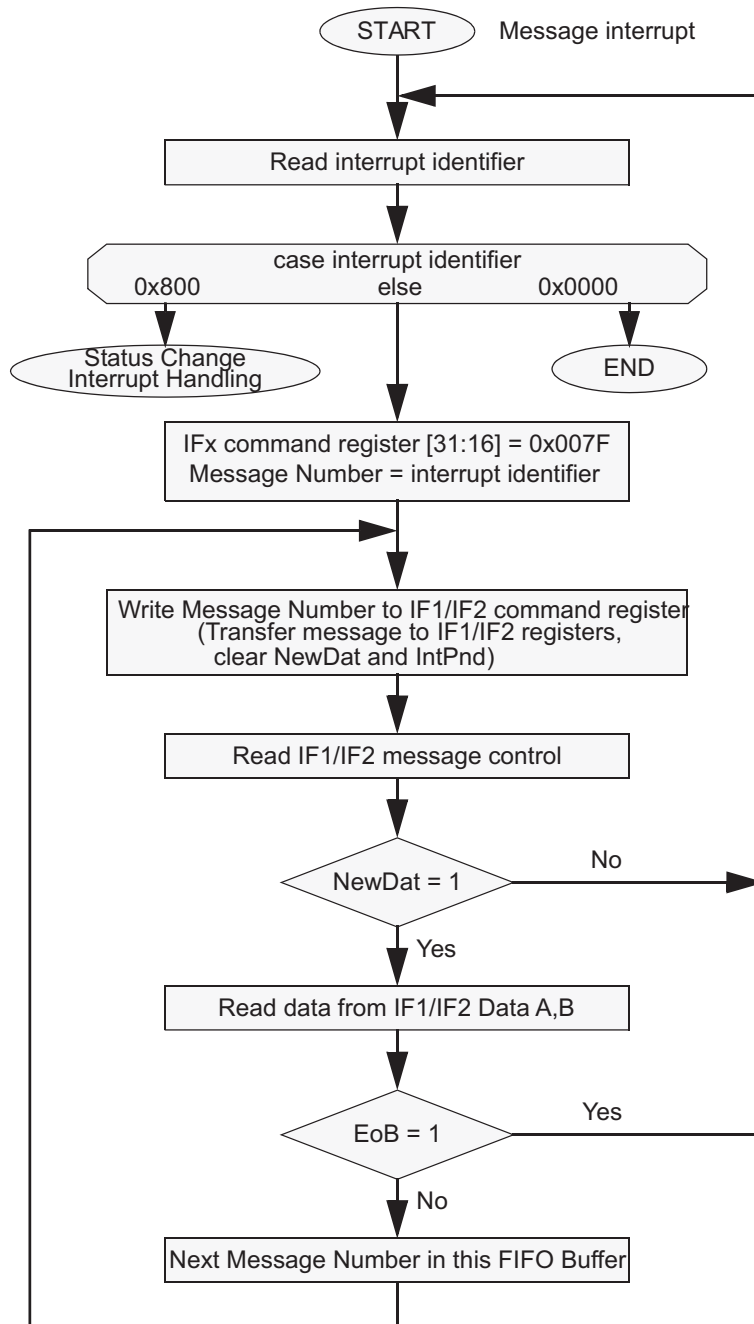 START Message interrupt
Read interrupt identifier
case interrupt identifier
0x800 else 0x0000
Status Change
Interrupt Handling
END
IFx command register [31:16] = 0x007F
Message Number = interrupt identifier
Write Message Number to IF1/IF2 command register
(Transfer message to IF1/IF2 registers,
clear NewDat and IntPnd)
Read IF1/IF2 message control
NewDat = 1
No
Yes
Read data from IF1/IF2 Data A,B
EoB = 1
Yes
No
Next Message Number in this FIFO Buffer